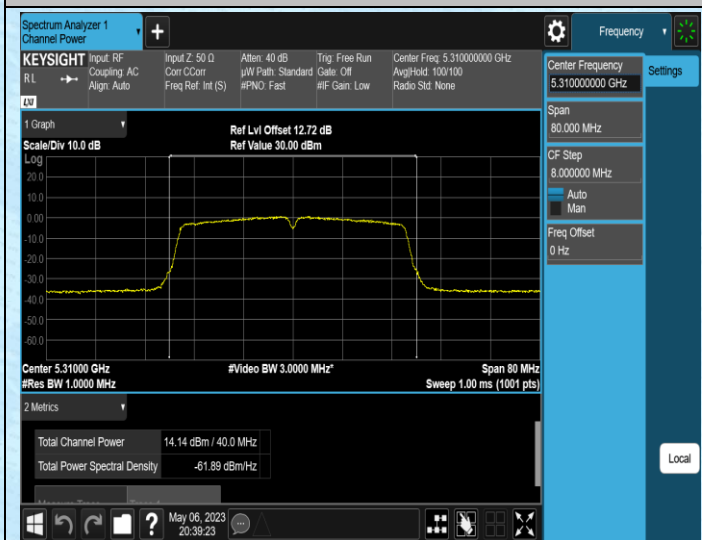 Spectrum Analyzer 1
Channel Power
Frequency
KEYSIGHT
RL
LXI
Input: RF
Coupling: AC
Align: Auto
Input Z: 50 Ω
Corr CCorr
Freq Ref: Int (S)
Atten: 40 dB
µW Path: Standard
#PNO: Fast
Trig: Free Run
Gate: Off
#IF Gain: Low
Center Freq: 5.310000000 GHz
Avg|Hold: 100/100
Radio Std: None
Center Frequency
5.310000000 GHz
Settings
Span
80.000 MHz
CF Step
8.000000 MHz
Auto
Man
Freq Offset
0 Hz
1 Graph
Scale/Div 10.0 dB
Ref Lvl Offset 12.72 dB
Ref Value 30.00 dBm
Log
20.0
10.0
0.00
-10.0
-20.0
-30.0
-40.0
-50.0
-60.0
Center 5.31000 GHz
#Video BW 3.0000 MHz*
Span 80 MHz
#Res BW 1.0000 MHz
Sweep 1.00 ms (1001 pts)
2 Metrics
Total Channel Power 14.14 dBm / 40.0 MHz
Total Power Spectral Density -61.89 dBm/Hz
Local
?
May 06, 2023
20:39:23